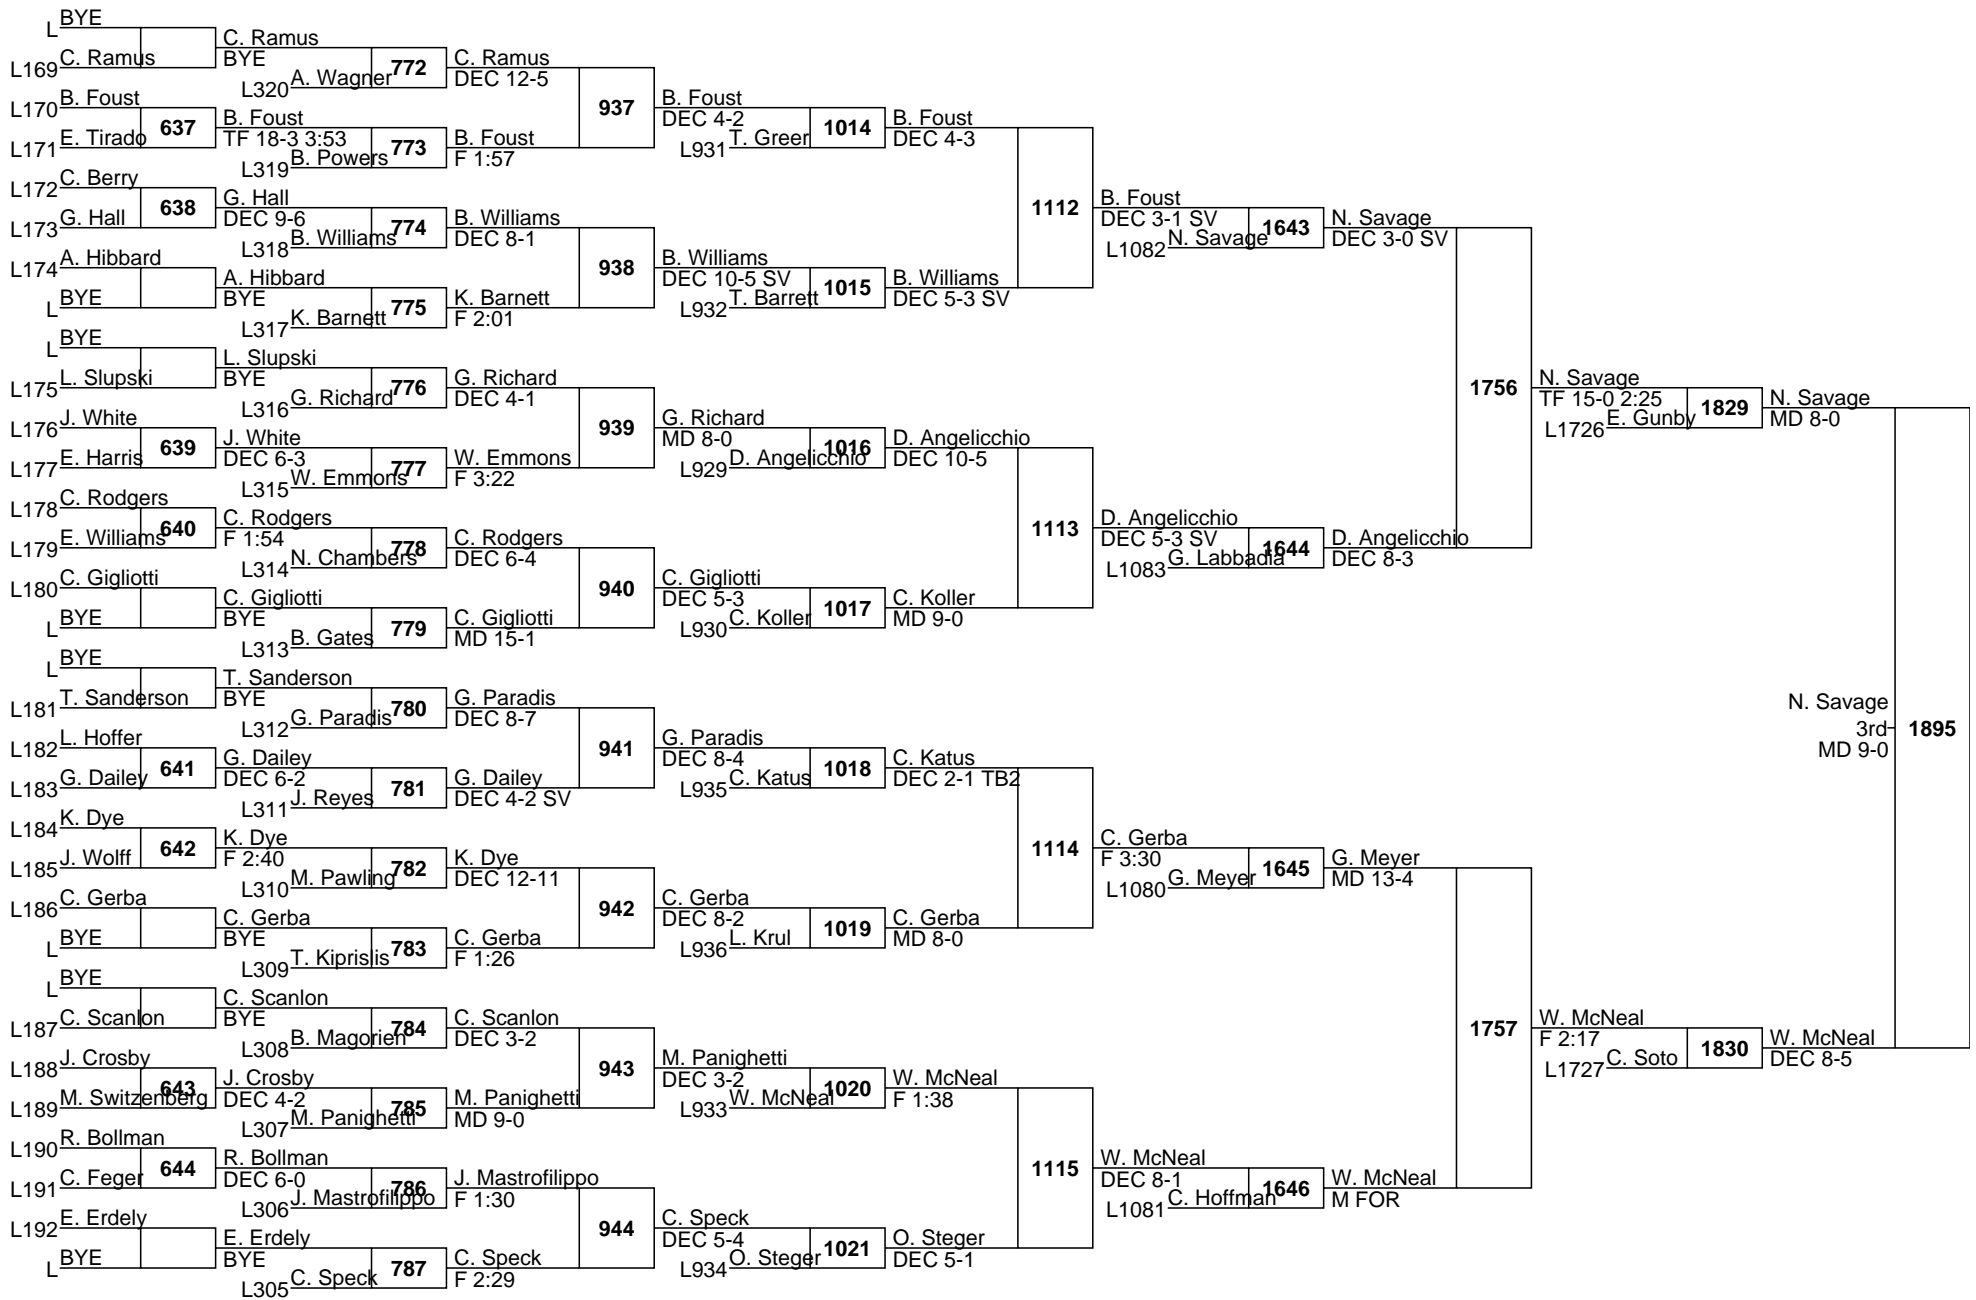 BYE
L
C. Ramus
L169
C. Ramus
BYE
L320
A. Wagner
772
C. Ramus
DEC 12-5
B. Foust
L170
637
E. Tirado
L171
B. Foust
TF 18-3 3:53
L319
B. Powers
773
B. Foust
F 1:57
937
B. Foust
DEC 4-2
L931
T. Greer
1014
B. Foust
DEC 4-3
C. Berry
L172
638
G. Hall
L173
G. Hall
DEC 9-6
L318
B. Williams
774
B. Williams
DEC 8-1
A. Hibbard
L174
BYE
L
A. Hibbard
BYE
L317
K. Barnett
775
K. Barnett
F 2:01
938
B. Williams
DEC 10-5 SV
L932
T. Barrett
1015
B. Williams
DEC 5-3 SV
1112
B. Foust
DEC 3-1 SV
L1082
N. Savage
1643
N. Savage
DEC 3-0 SV
BYE
L
L. Slupski
L175
L. Slupski
BYE
L316
G. Richard
776
G. Richard
DEC 4-1
J. White
L176
639
E. Harris
L177
J. White
DEC 6-3
L315
W. Emmons
777
W. Emmons
F 3:22
939
G. Richard
MD 8-0
L929
D. Angelicchio
1016
D. Angelicchio
DEC 10-5
C. Rodgers
L178
640
E. Williams
L179
C. Rodgers
F 1:54
L314
N. Chambers
778
C. Rodgers
DEC 6-4
C. Gigliotti
L180
BYE
L
C. Gigliotti
BYE
L313
B. Gates
779
C. Gigliotti
MD 15-1
940
C. Gigliotti
DEC 5-3
L930
C. Koller
1017
C. Koller
MD 9-0
1113
D. Angelicchio
DEC 5-3 SV
L1083
G. Labbadia
1644
D. Angelicchio
DEC 8-3
1756
N. Savage
TF 15-0 2:25
L1726
E. Gunby
1829
N. Savage
MD 8-0
BYE
L
T. Sanderson
L181
T. Sanderson
BYE
L312
G. Paradis
780
G. Paradis
DEC 8-7
L. Hoffer
L182
641
G. Dailey
L183
G. Dailey
DEC 6-2
L311
J. Reyes
781
G. Dailey
DEC 4-2 SV
941
G. Paradis
DEC 8-4
L935
C. Katus
1018
C. Katus
DEC 2-1 TB2
K. Dye
L184
642
J. Wolff
L185
K. Dye
F 2:40
L310
M. Pawling
782
K. Dye
DEC 12-11
C. Gerba
L186
BYE
L
C. Gerba
BYE
L309
T. Kiprislis
783
C. Gerba
F 1:26
942
C. Gerba
DEC 8-2
L936
L. Krul
1019
C. Gerba
MD 8-0
1114
C. Gerba
F 3:30
L1080
G. Meyer
1645
G. Meyer
MD 13-4
BYE
L
C. Scanlon
L187
C. Scanlon
BYE
L308
B. Magorien
784
C. Scanlon
DEC 3-2
J. Crosby
L188
643
M. Switzenberg
L189
J. Crosby
DEC 4-2
L307
M. Panighetti
785
M. Panighetti
MD 9-0
943
M. Panighetti
DEC 3-2
L933
W. McNeal
1020
W. McNeal
F 1:38
R. Bollman
L190
644
C. Feger
L191
R. Bollman
DEC 6-0
L306
J. Mastrofilippo
786
J. Mastrofilippo
F 1:30
E. Erdely
L192
BYE
L
E. Erdely
BYE
L305
C. Speck
787
C. Speck
F 2:29
944
C. Speck
DEC 5-4
L934
O. Steger
1021
O. Steger
DEC 5-1
1115
W. McNeal
DEC 8-1
L1081
C. Hoffman
1646
W. McNeal
M FOR
1757
W. McNeal
F 2:17
L1727
C. Soto
1830
W. McNeal
DEC 8-5
N. Savage
3rd
MD 9-0
1895